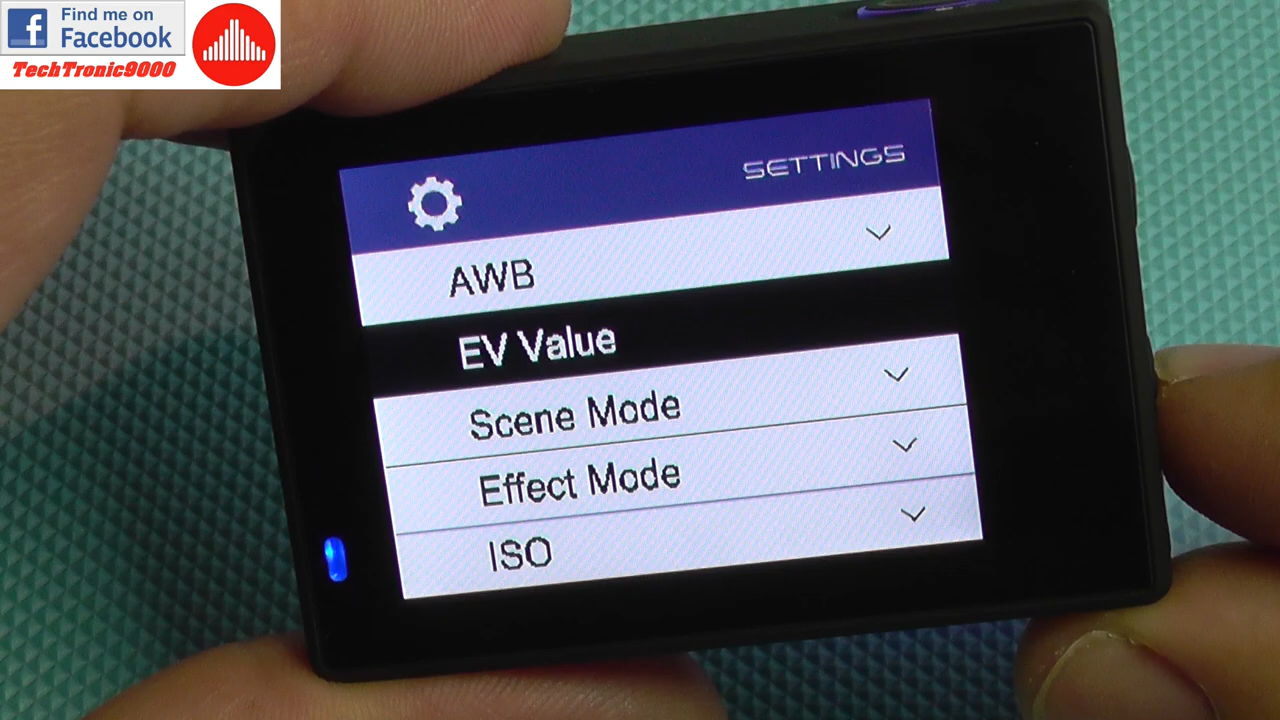 Find me on
Facebook
TechTronic9000
SETTINGS
AWB
EV Value
Scene Mode
Effect Mode
ISO